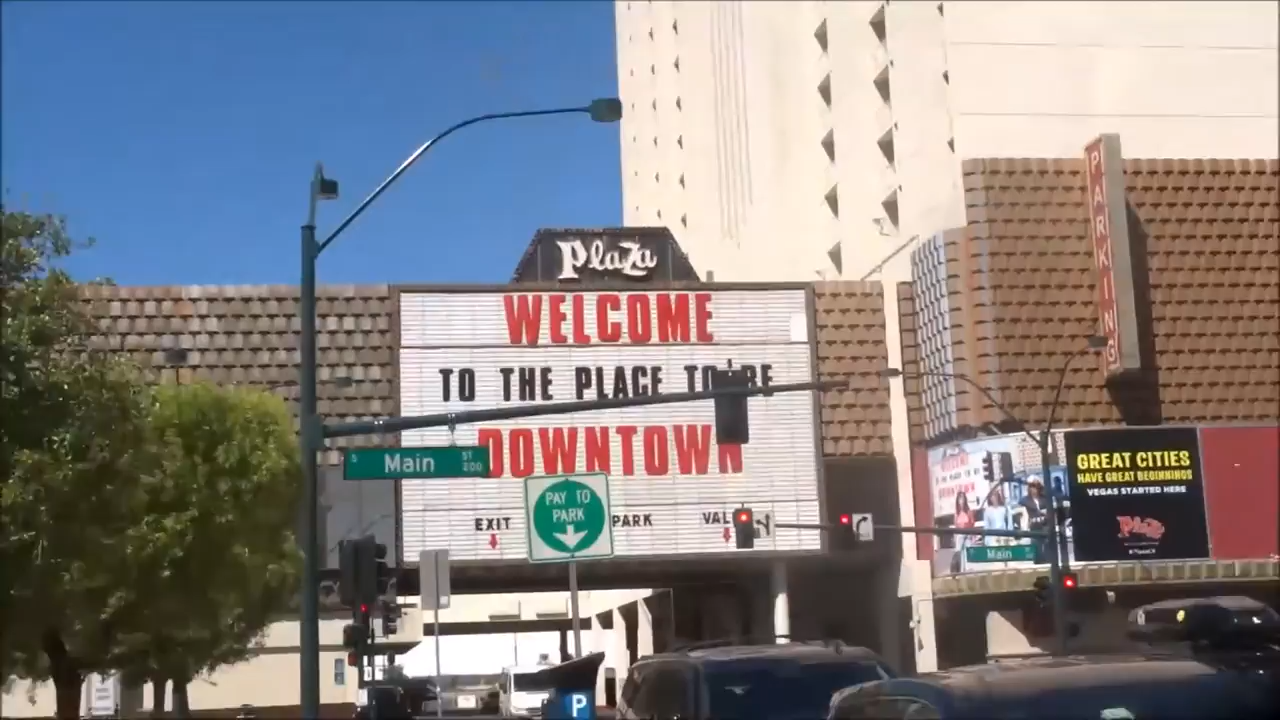 Plaza
WELCOME
TO THE PLACE TO BE
DOWNTOWN
S Main ST 200
PAY TO
PARK
EXIT
PARK
VAL
PARKING
GREAT CITIES
HAVE GREAT BEGINNINGS
VEGAS STARTED HERE
Plaza
Main
P